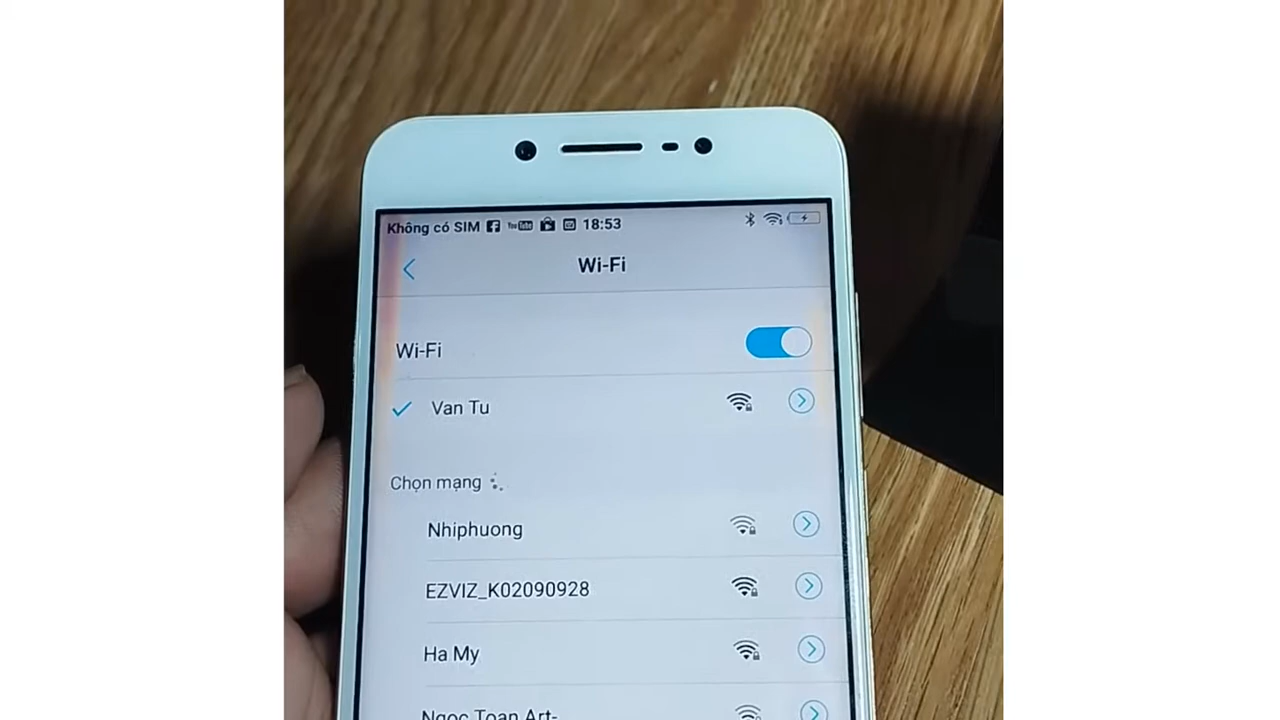 Không có SIM 18:53
Wi-Fi
Wi-Fi
Van Tu
Chọn mạng
Nhiphuong
EZVIZ_K02090928
Ha My
Ngoc Toan Art-